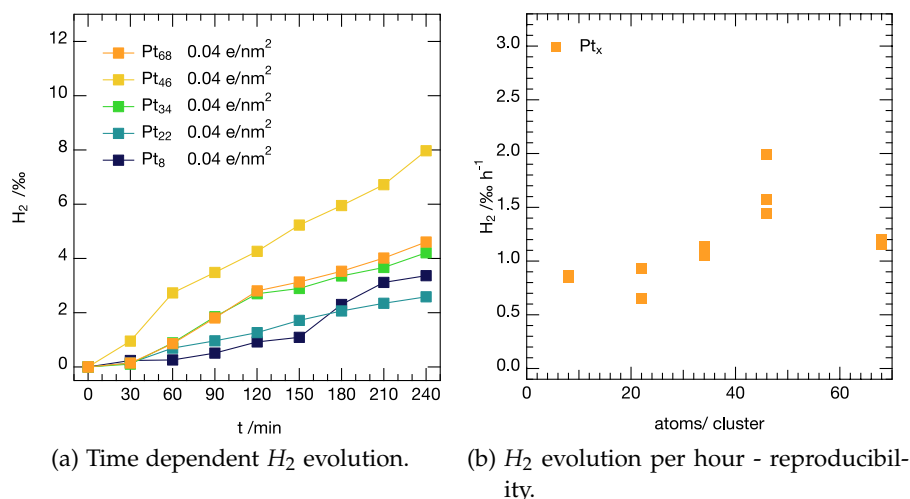 12
10
8
6
4
2
0
H₂ /‰
Pt₆₈ 0.04 e/nm²
Pt₄₆ 0.04 e/nm²
Pt₃₄ 0.04 e/nm²
Pt₂₂ 0.04 e/nm²
Pt₈ 0.04 e/nm²
0 30 60 90 120 150 180 210 240
t /min
(a) Time dependent H₂ evolution.
3.0
2.5
2.0
1.5
1.0
0.5
0.0
H₂ /‰ h⁻¹
Ptₓ
0 20 40 60
atoms/ cluster
(b) H₂ evolution per hour - reproducibil-
ity.